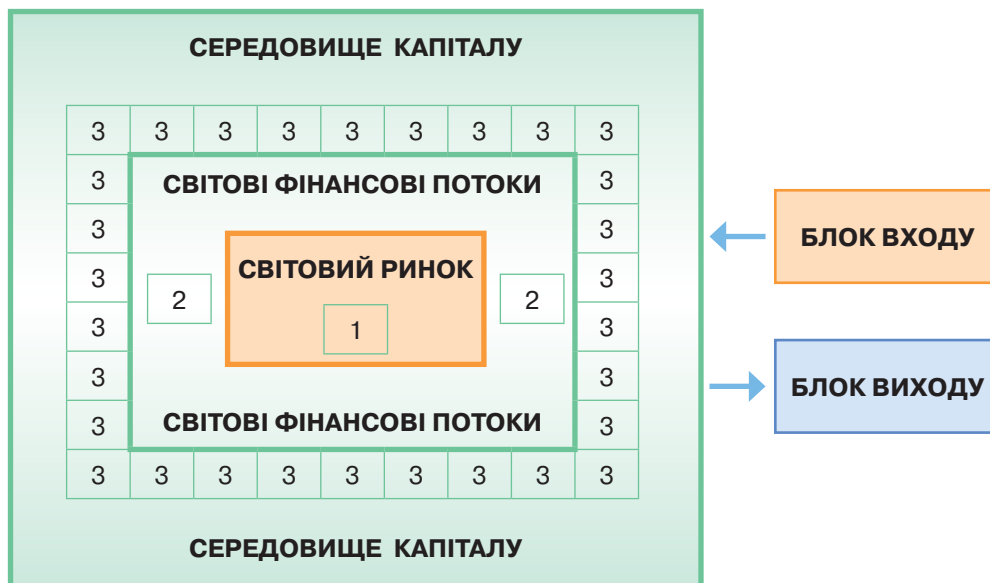 СЕРЕДОВИЩЕ КАПІТАЛУ
3 3 3 3 3 3 3 3 3
3 СВІТОВІ ФІНАНСОВІ ПОТОКИ 3
3 3
БЛОК ВХОДУ
3 СВІТОВИЙ РИНОК 3
2 2
3 1 3
3 3
БЛОК ВИХОДУ
3 СВІТОВІ ФІНАНСОВІ ПОТОКИ 3
3 3 3 3 3 3 3 3 3
СЕРЕДОВИЩЕ КАПІТАЛУ